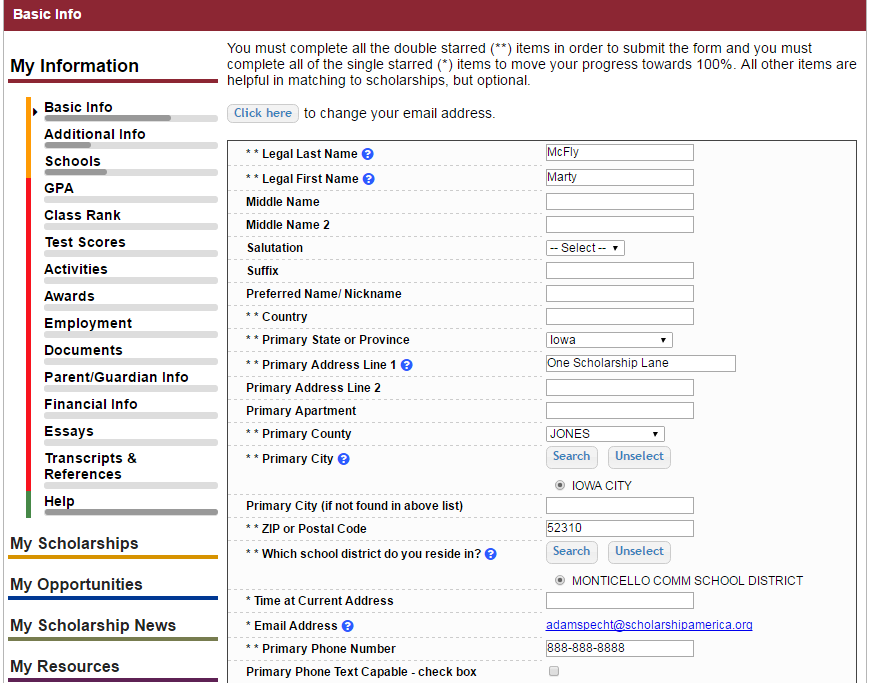 Basic Info
My Information
Basic Info
Additional Info
Schools
GPA
Class Rank
Test Scores
Activities
Awards
Employment
Documents
Parent/Guardian Info
Financial Info
Essays
Transcripts &
References
Help
My Scholarships
My Opportunities
My Scholarship News
My Resources
You must complete all the double starred (**) items in order to submit the form and you must
complete all of the single starred (*) items to move your progress towards 100%. All other items are
helpful in matching to scholarships, but optional.
Click here to change your email address.
* * Legal Last Name ? McFly
* * Legal First Name ? Marty
Middle Name
Middle Name 2
Salutation -- Select --
Suffix
Preferred Name/ Nickname
* * Country
* * Primary State or Province Iowa
* * Primary Address Line 1 ? One Scholarship Lane
Primary Address Line 2
Primary Apartment
* * Primary County JONES
* * Primary City ? Search Unselect
IOWA CITY
Primary City (if not found in above list)
* * ZIP or Postal Code 52310
* * Which school district do you reside in? ? Search Unselect
MONTICELLO COMM SCHOOL DISTRICT
* Time at Current Address
* Email Address ? adamspecht@scholarshipamerica.org
* * Primary Phone Number 888-888-8888
Primary Phone Text Capable - check box